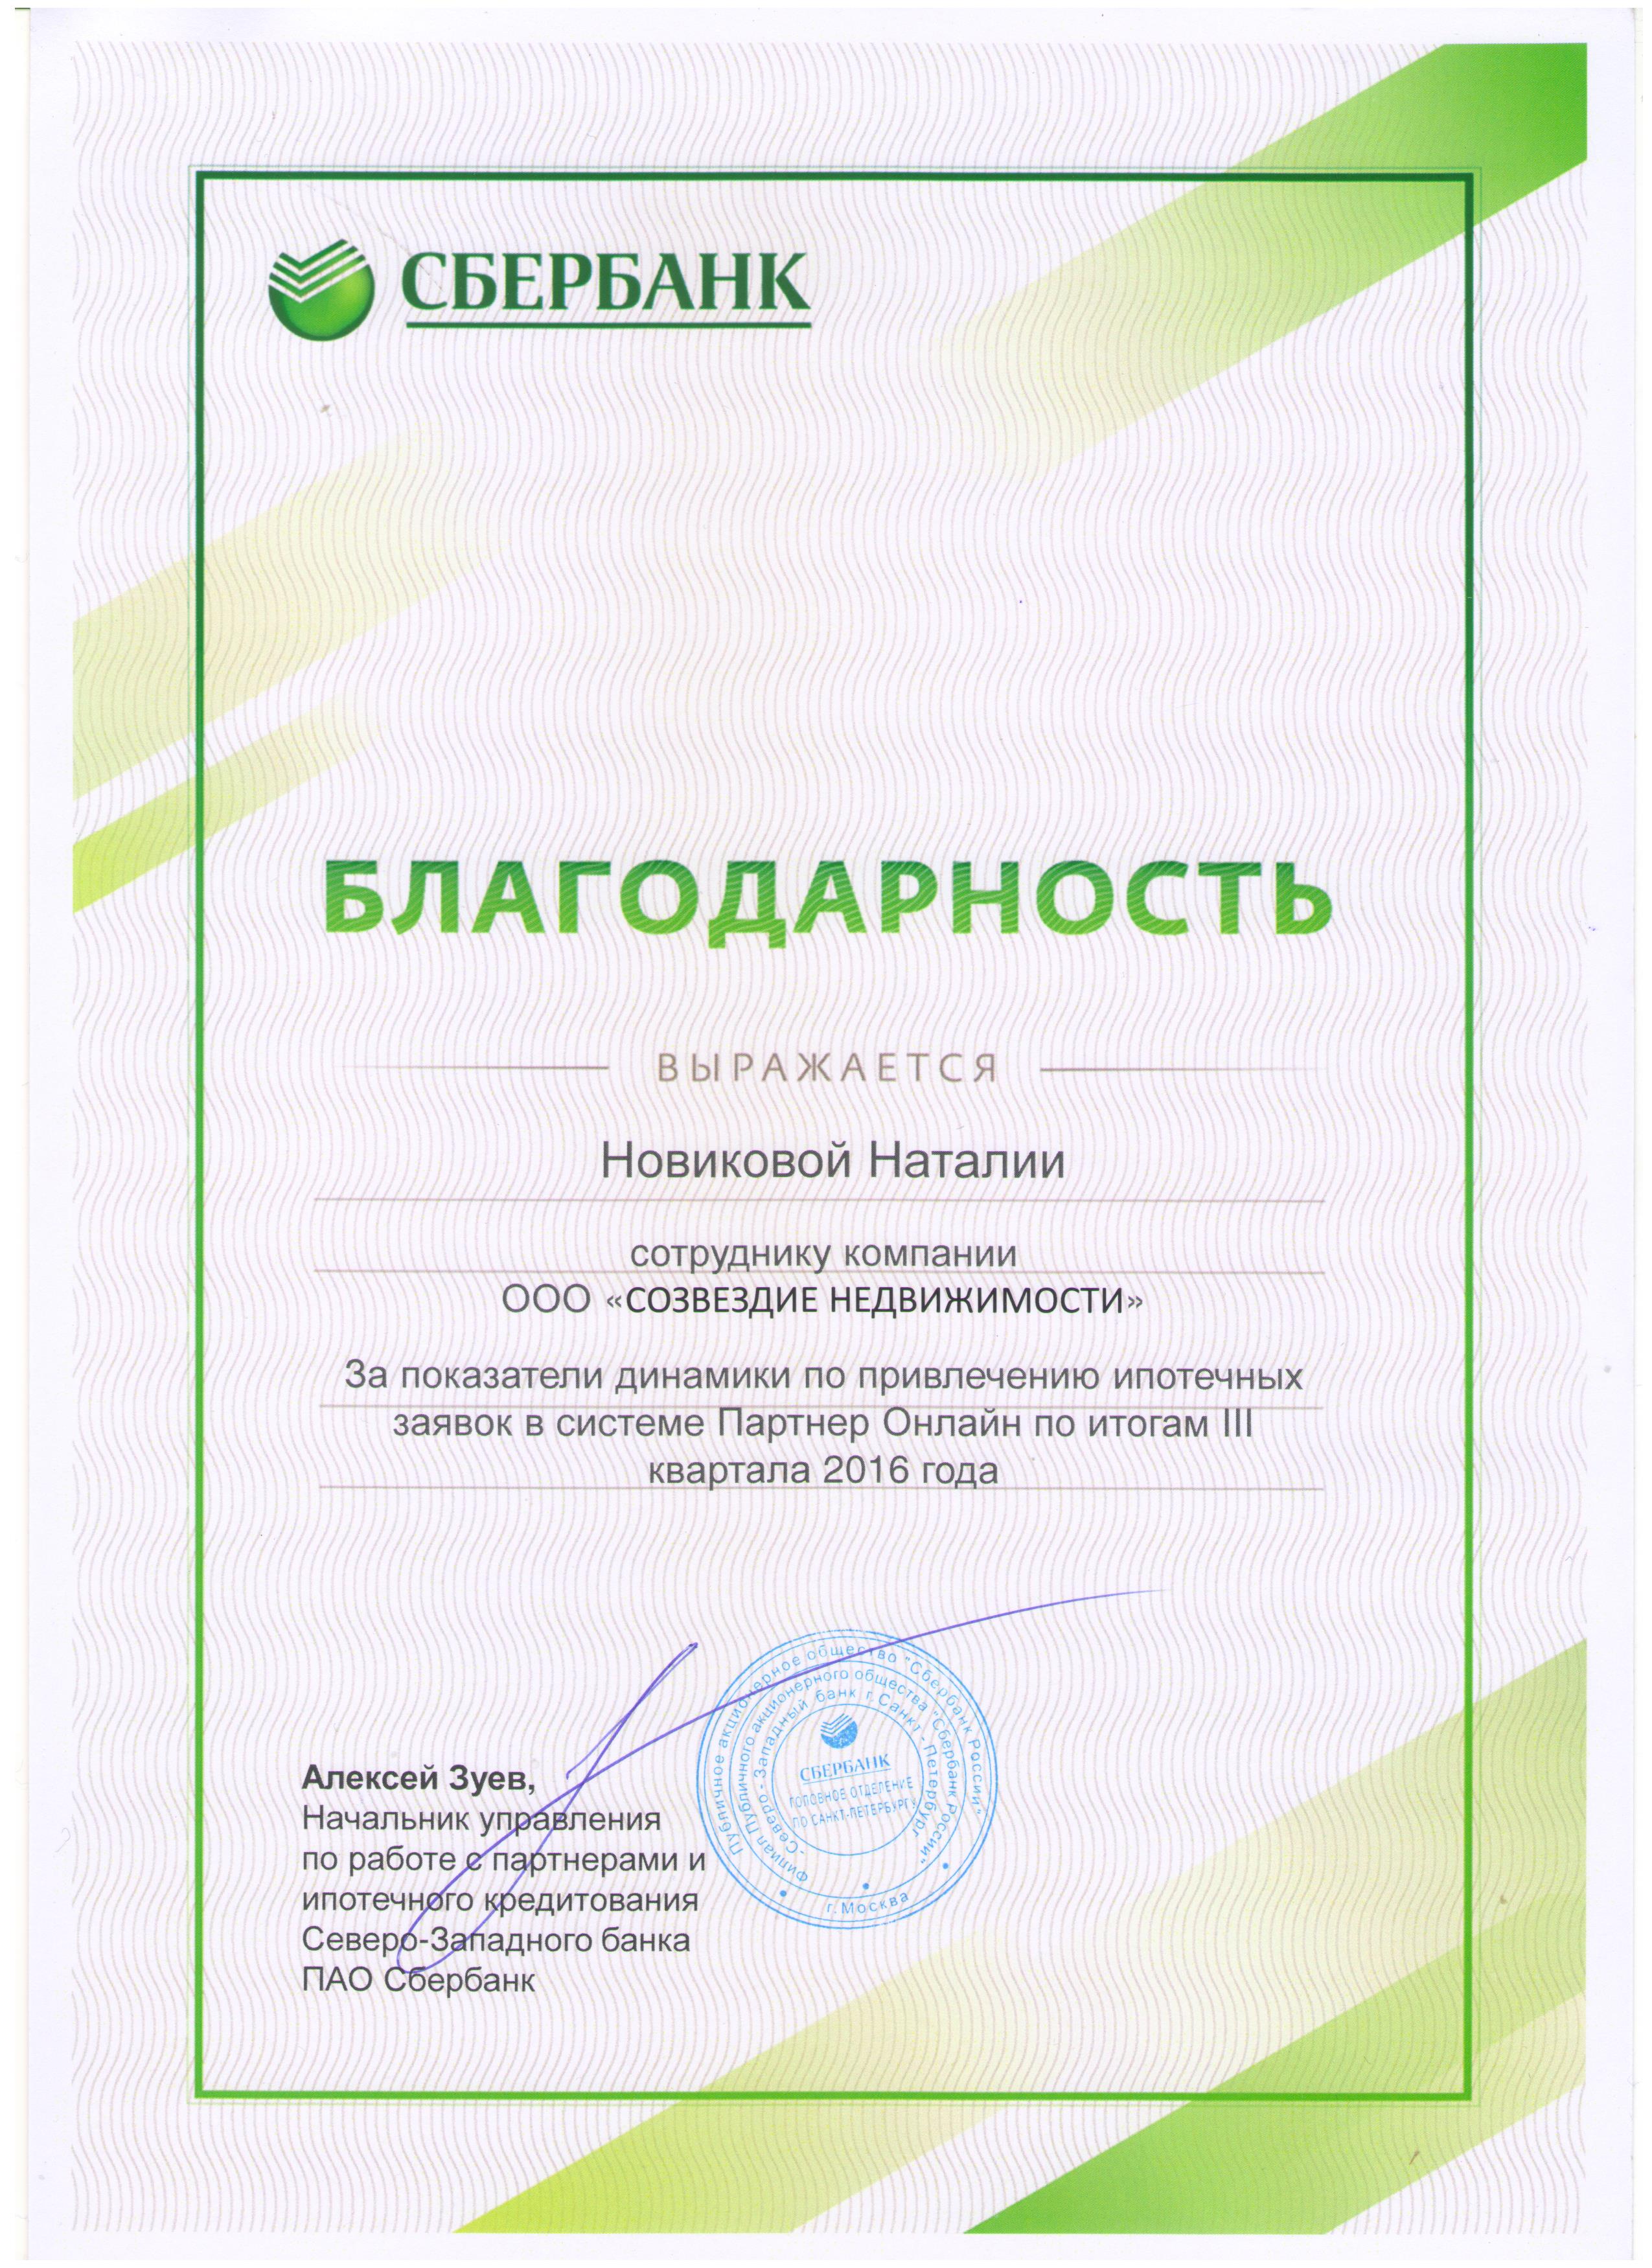 СБЕРБАНК
БЛАГОДАРНОСТЬ
ВЫРАЖАЕТСЯ
Новиковой Наталии
сотруднику компании
ООО «СОЗВЕЗДИЕ НЕДВИЖИМОСТИ»
За показатели динамики по привлечению ипотечных
заявок в системе Партнер Онлайн по итогам III
квартала 2016 года
Алексей Зуев,
Начальник управления
по работе с партнерами и
ипотечного кредитования
Северо-Западного банка
ПАО Сбербанк
Публичное акционерное общество "Сбербанк России"
г. Москва
Филиал Публичного акционерного общества "Сбербанк России"
-Северо-Западный банк г. Санкт-Петербург
СБЕРБАНК
ГОЛОВНОЕ ОТДЕЛЕНИЕ
ПО САНКТ-ПЕТЕРБУРГУ